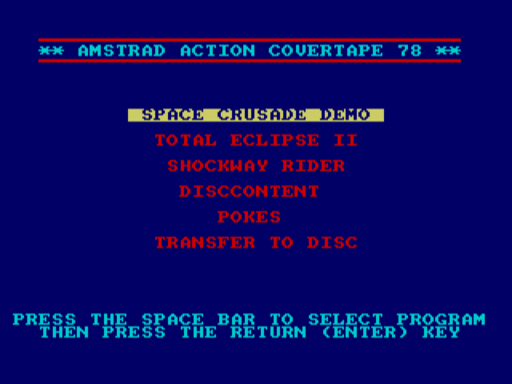 ** AMSTRAD ACTION COVERTAPE 78 **
SPACE CRUSADE DEMO
TOTAL ECLIPSE II
SHOCKWAY RIDER
DISCCONTENT
POKES
TRANSFER TO DISC
PRESS THE SPACE BAR TO SELECT PROGRAM
THEN PRESS THE RETURN (ENTER) KEY